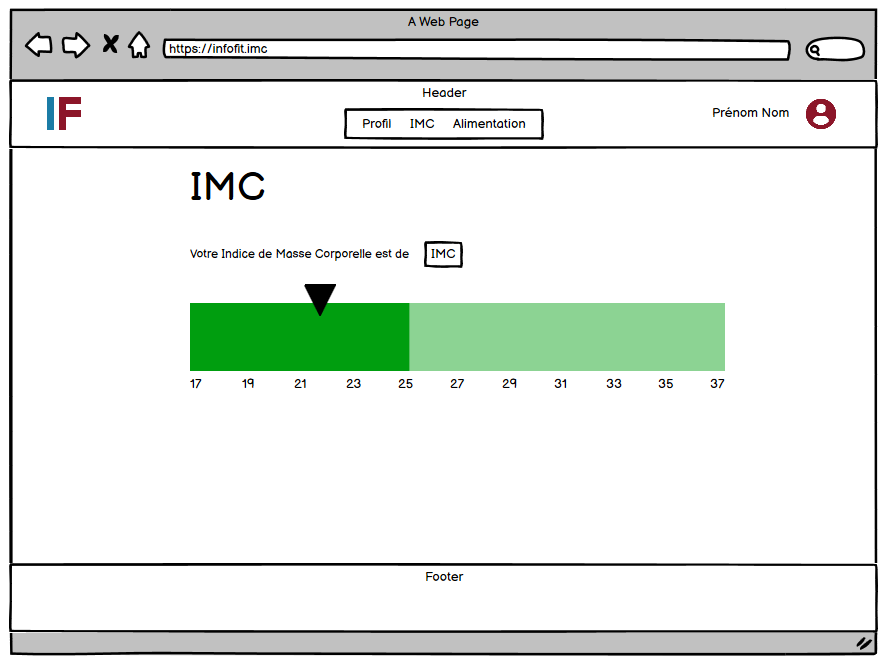 A Web Page
https://infofit.imc
Header
IF
Profil IMC Alimentation
Prénom Nom
IMC
Votre Indice de Masse Corporelle est de IMC
17 19 21 23 25 27 29 31 33 35 37
Footer